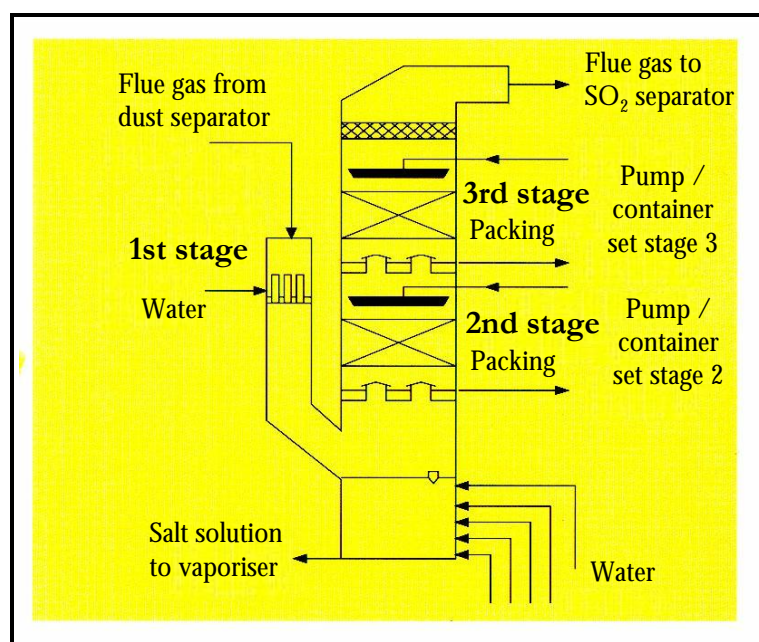 Flue gas from
dust separator
Flue gas to
SO₂ separator
1st stage
Water
3rd stage
Packing
Pump /
container
set stage 3
2nd stage
Packing
Pump /
container
set stage 2
Salt solution
to vaporiser
Water